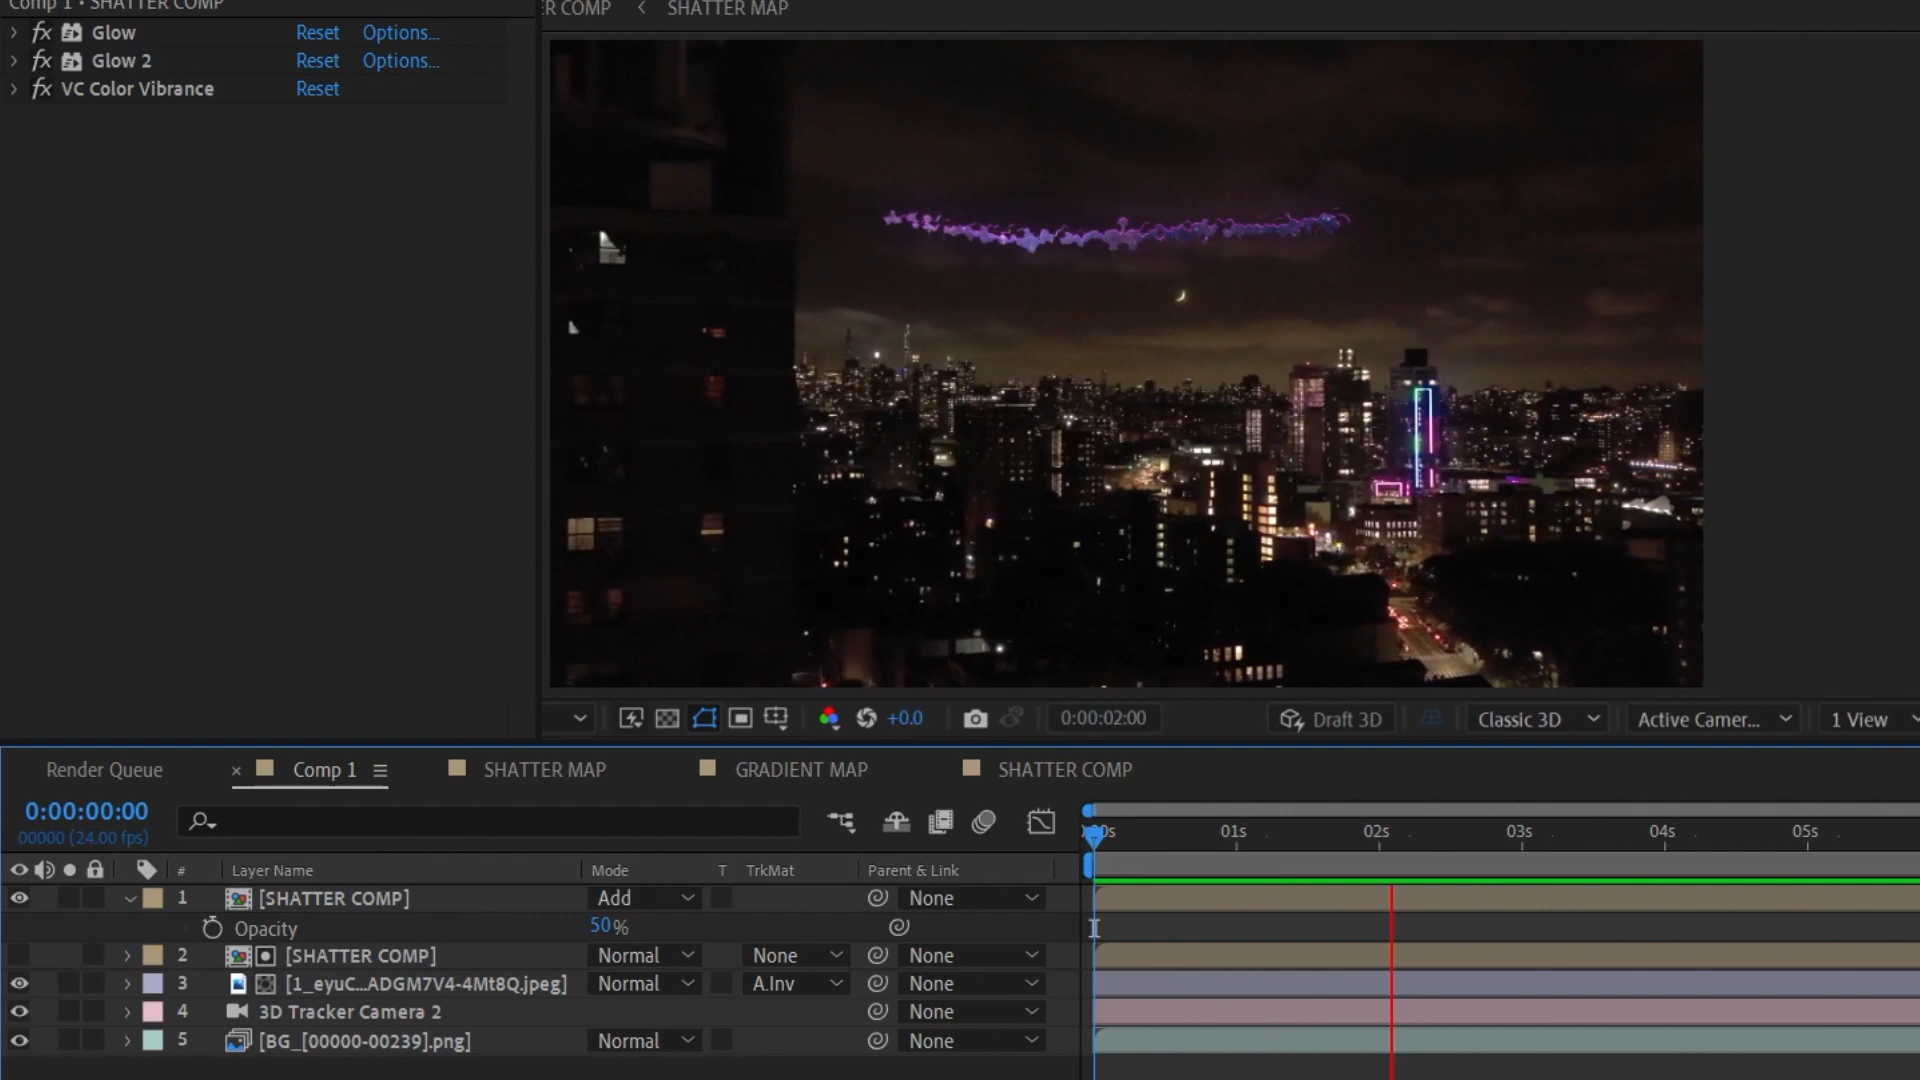 Comp 1 • SHATTER COMP
ER COMP < SHATTER MAP
fx Glow Reset Options...
fx Glow 2 Reset Options...
fx VC Color Vibrance Reset
+0.0 0:00:02:00 Draft 3D Classic 3D Active Camer... 1 View
Render Queue × Comp 1 SHATTER MAP GRADIENT MAP SHATTER COMP
0:00:00:00
00000 (24.00 fps)
00s 01s 02s 03s 04s 05s
# Layer Name Mode T TrkMat Parent & Link
1 [SHATTER COMP] Add None
Opacity 50%
2 [SHATTER COMP] Normal None None
3 [1_eyuC...ADGM7V4-4Mt8Q.jpeg] Normal A.Inv None
4 3D Tracker Camera 2 None
5 [BG_[00000-00239].png] Normal None